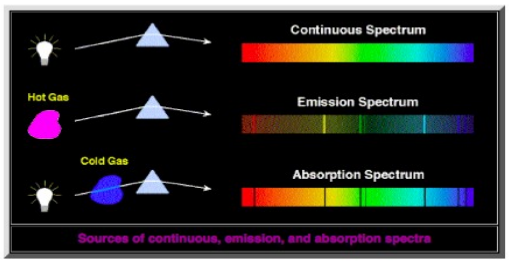 Continuous Spectrum
Hot Gas
Emission Spectrum
Cold Gas
Absorption Spectrum
Sources of continuous, emission, and absorption spectra